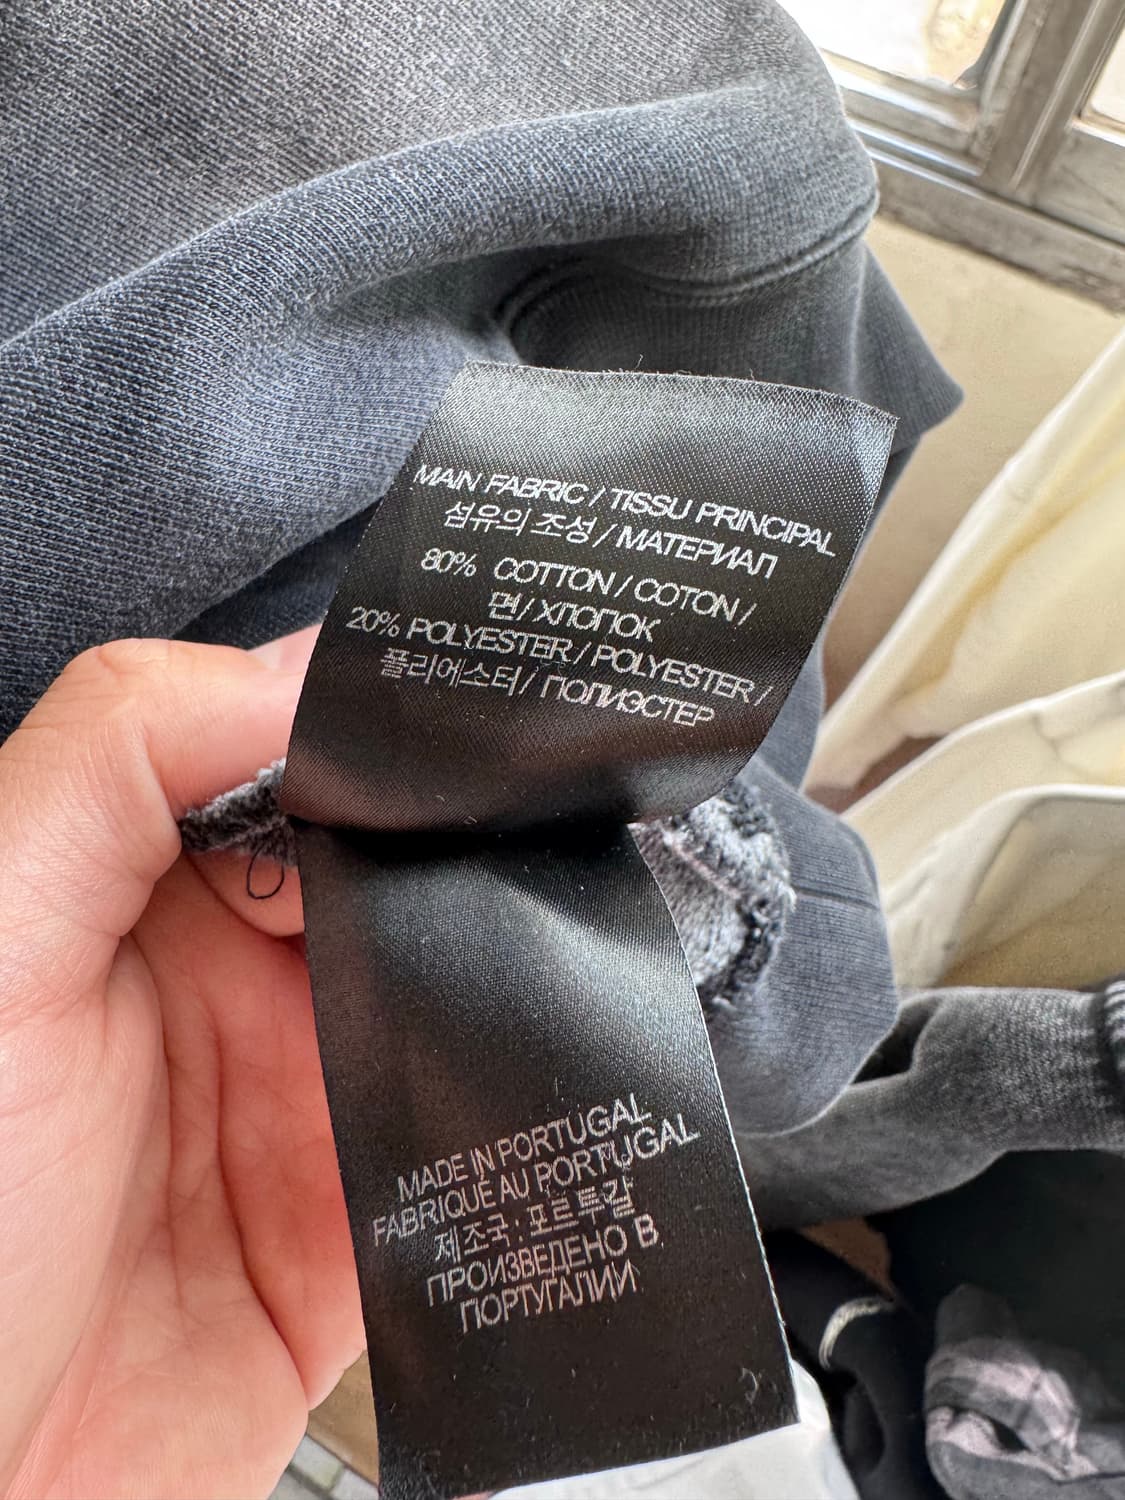 MAIN FABRIC / TISSU PRINCIPAL
섬유의 조성 / МАТЕРИАЛ
80% COTTON / COTON /
면 / ХЛОПОК
20% POLYESTER / POLYESTER /
폴리에스터 / ПОЛИЭСТЕР
MADE IN PORTUGAL
FABRIQUÉ AU PORTUGAL
제조국 : 포르투갈
ПРОИЗВЕДЕНО В
ПОРТУГАЛИИ